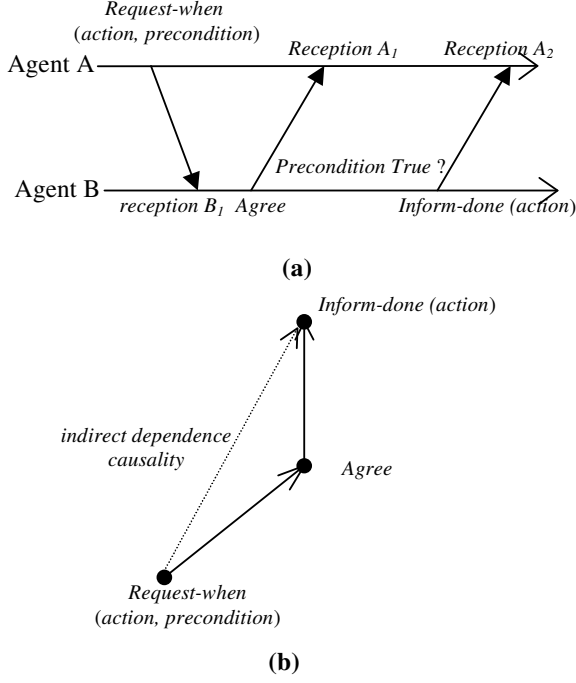 Request-when
(action, precondition)
Reception A1
Reception A2
Agent A
Precondition True ?
Agent B
reception B1
Agree
Inform-done (action)
(a)
Inform-done (action)
indirect dependence
causality
Agree
Request-when
(action, precondition)
(b)